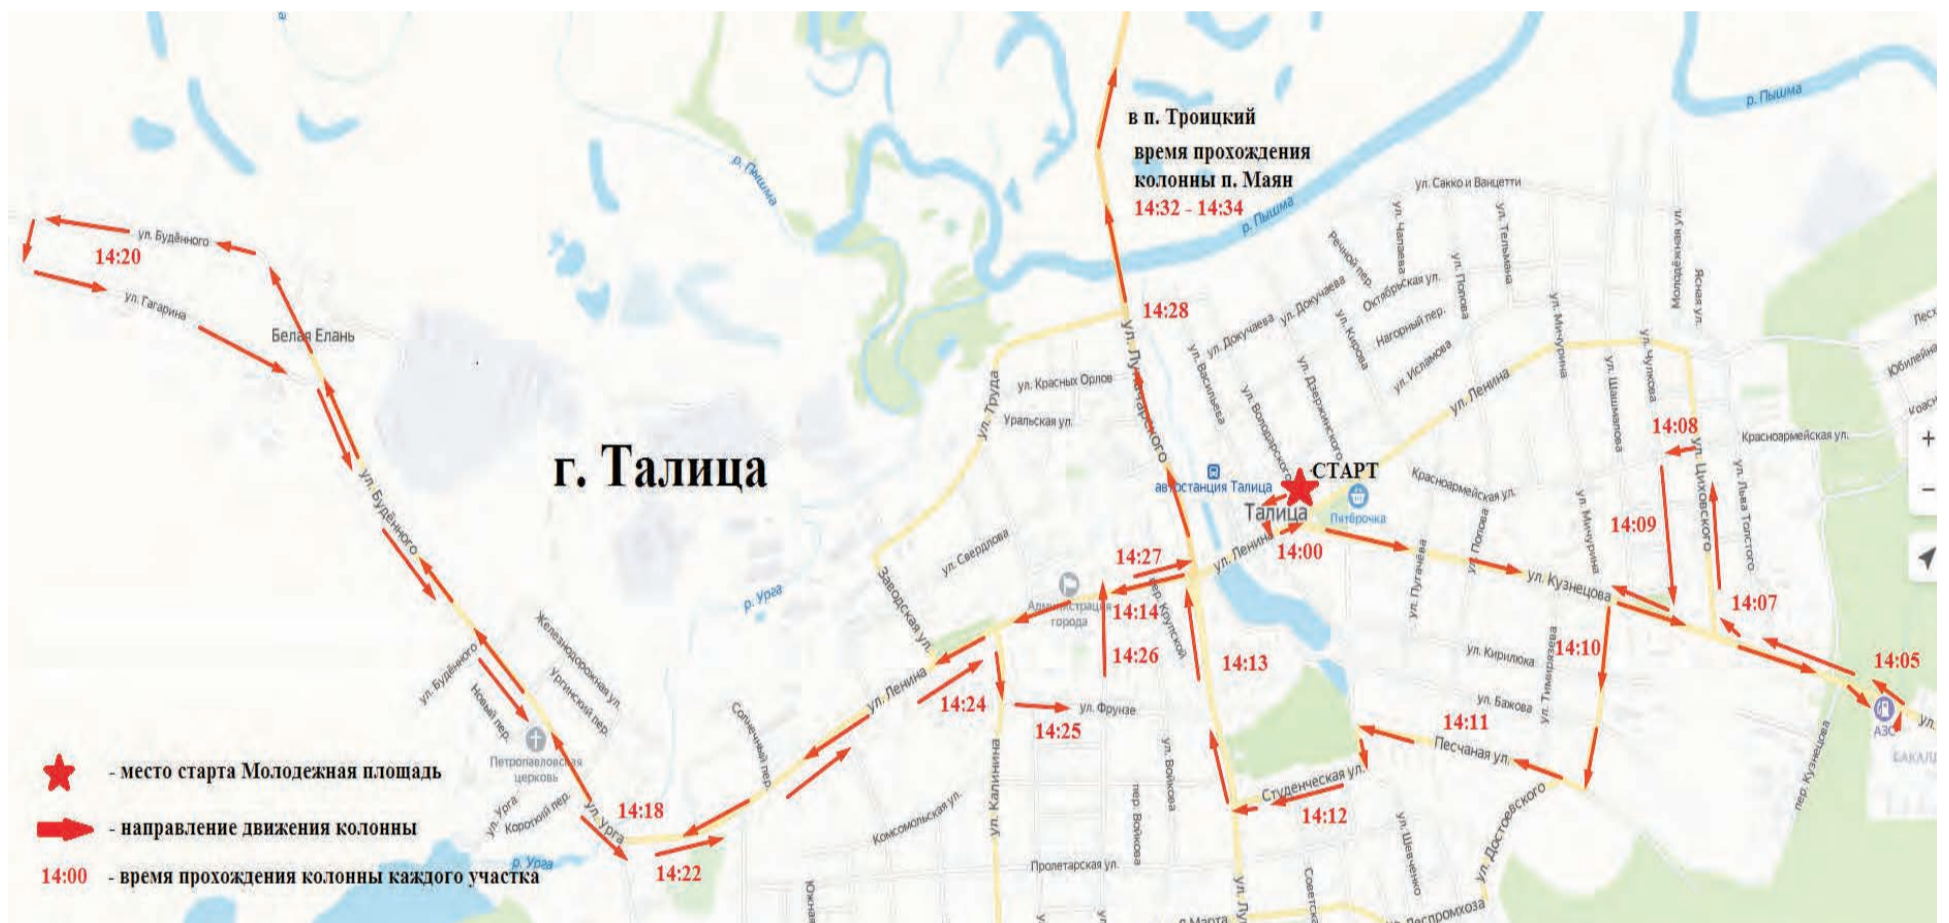 р. Пышма
в п. Троицкий
время прохождения
колонны п. Маян
14:32 - 14:34
р. Пышма
р. Пышма
ул. Сакко и Ванцетти
ул. Чапаева
ул. Тельмана
Речной пер.
ул. Попова
Октябрьская ул.
Молодёжная ул.
Ясная ул.
ул. Будённого
14:20
ул. Гагарина
Белая Елань
14:28
ул. Докучаева
ул. Докучаева
ул. Кирова
Нагорный пер.
ул. Исламова
ул. Мичурина
ул. Чулкова
ул. Шашмалова
Юбилейна
ул. Луначарского
ул. Васильева
ул. Володарского
ул. Дзержинского
ул. Ленина
ул. Труда
ул. Красных Орлов
Уральская ул.
14:08
Красноармейская ул.
ул. Циховского
ул. Льва Толстого
г. Талица
СТАРТ
автостанция Талица
Талица
Пятёрочка
Красноармейская ул.
ул. Попова
ул. Мичурина
14:09
ул. Будённого
ул. Свердлова
Заводская ул.
14:27
ул. Ленина
14:00
ул. Пугачёва
ул. Кузнецова
14:07
р. Урга
Администрация
города
14:14
пер. Крупской
14:26
14:13
ул. Кирилюка
ул. Тимирязева
14:10
14:05
Железнодорожная ул.
Ургинский пер.
ул. Будённого
Новый пер.
ул. Ленина
14:24
14:25
ул. Фрунзе
ул. Бажова
14:11
Песчаная ул.
АЗС
ул.
Солнечный пер.
Петропавловская
церковь
ул. Калинина
ул. Войкова
пер. Войкова
Студенческая ул.
14:12
пер. Кузнецова
- место старта Молодежная площадь
- направление движения колонны
14:00 - время прохождения колонны каждого участка
ул. Урга
Короткий пер.
ул. Урга
14:18
14:22
р. Урга
Комсомольская ул.
Пролетарская ул.
ул. Шевченко
ул. Достоевского